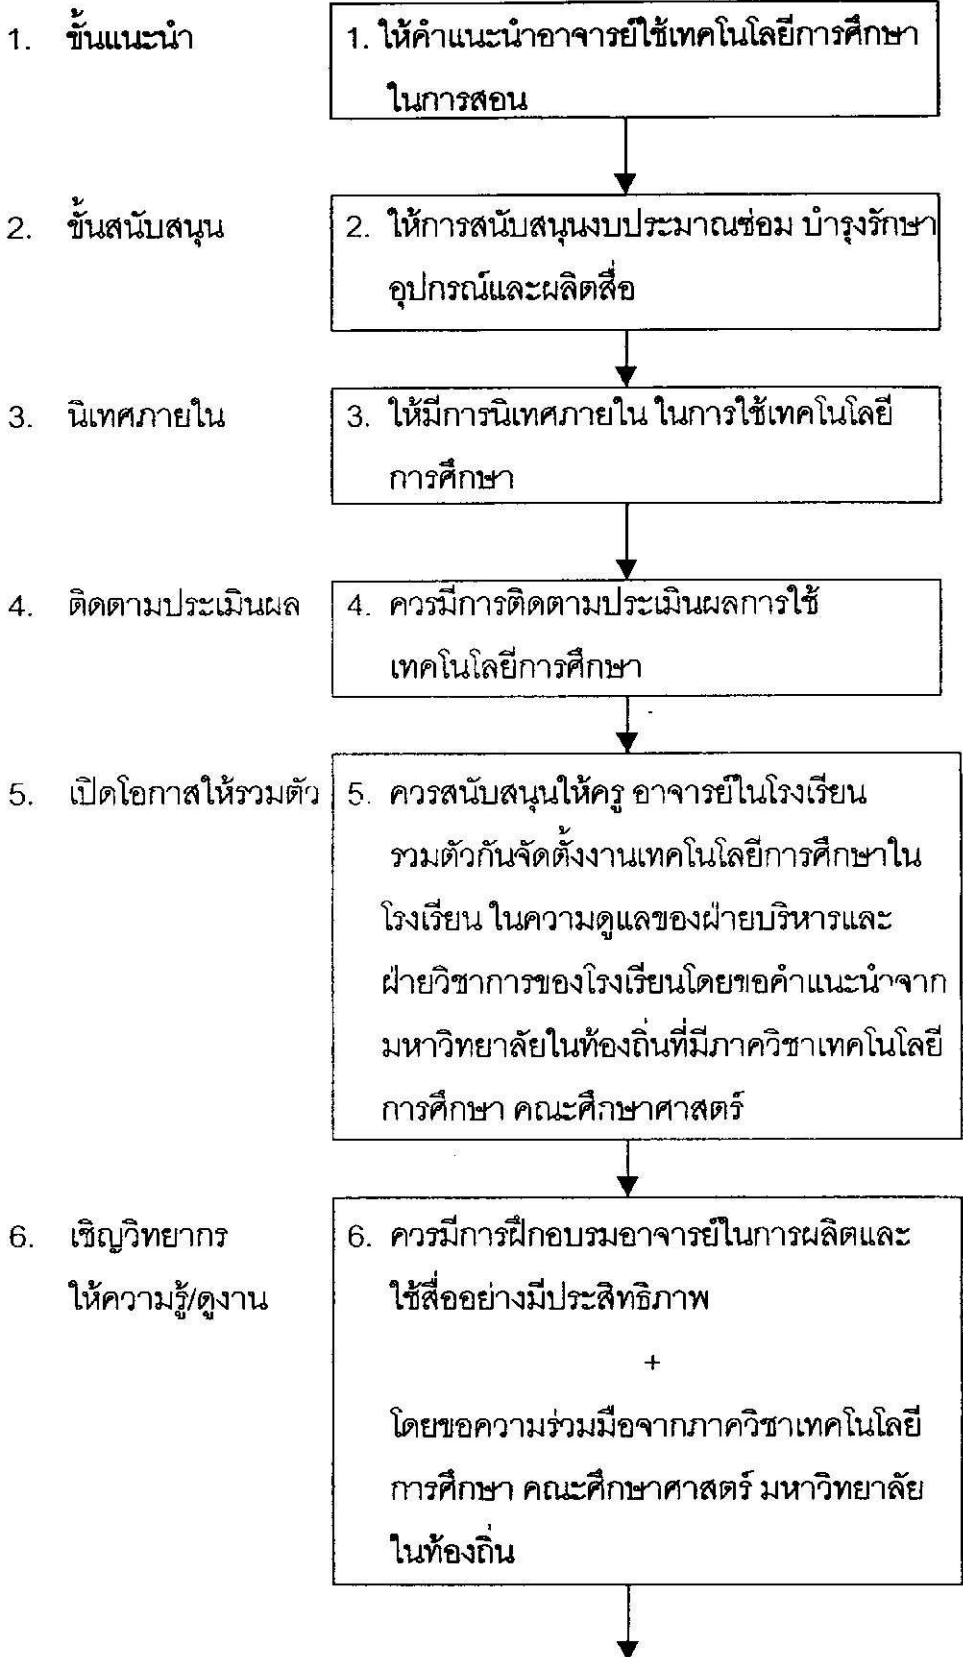 1. ขั้นแนะนำ
1. ให้คำแนะนำอาจารย์ใช้เทคโนโลยีการศึกษา
ในการสอน
2. ขั้นสนับสนุน
2. ให้การสนับสนุนงบประมาณซ่อม บำรุงรักษา
อุปกรณ์และผลิตสื่อ
3. นิเทศภายใน
3. ให้มีการนิเทศภายใน ในการใช้เทคโนโลยี
การศึกษา
4. ติดตามประเมินผล
4. ควรมีการติดตามประเมินผลการใช้
เทคโนโลยีการศึกษา
5. เปิดโอกาสให้รวมตัว
5. ควรสนับสนุนให้ครู อาจารย์ในโรงเรียน
รวมตัวกันจัดตั้งงานเทคโนโลยีการศึกษาใน
โรงเรียน ในความดูแลของฝ่ายบริหารและ
ฝ่ายวิชาการของโรงเรียนโดยขอคำแนะนำจาก
มหาวิทยาลัยในท้องถิ่นที่มีภาควิชาเทคโนโลยี
การศึกษา คณะศึกษาศาสตร์
6. เชิญวิทยากร
ให้ความรู้/ดูงาน
6. ควรมีการฝึกอบรมอาจารย์ในการผลิตและ
ใช้สื่ออย่างมีประสิทธิภาพ
+
โดยขอความร่วมมือจากภาควิชาเทคโนโลยี
การศึกษา คณะศึกษาศาสตร์ มหาวิทยาลัย
ในท้องถิ่น